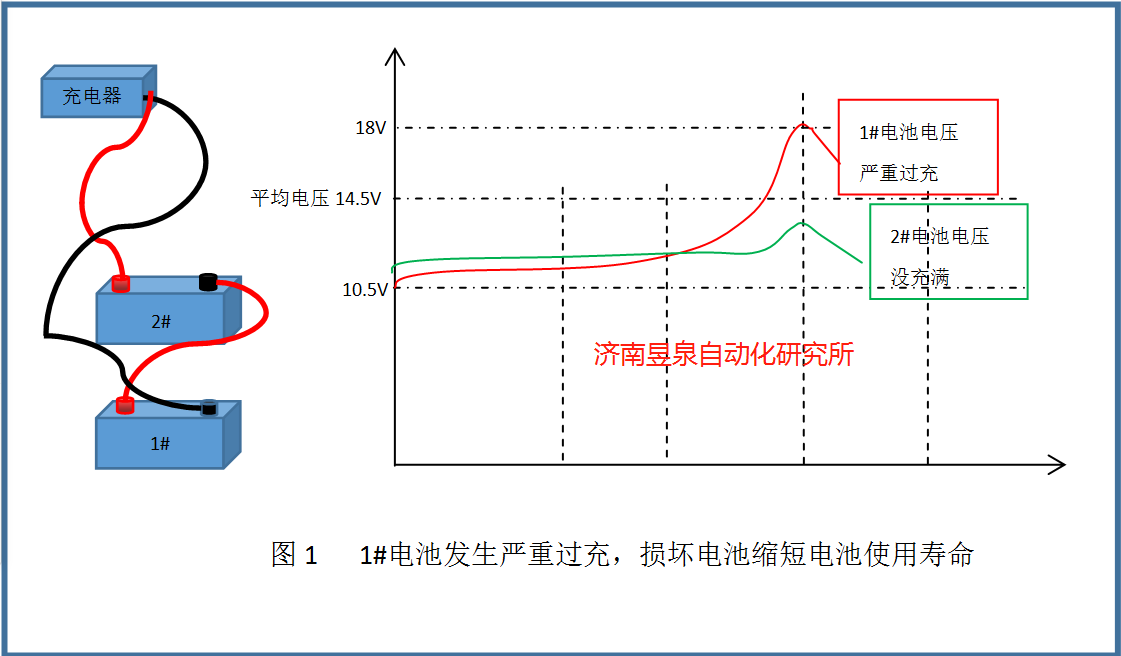 充电器
2#
1#
18V
平均电压 14.5V
10.5V
1#电池电压
严重过充
2#电池电压
没充满
济南昱泉自动化研究所
图 1 1#电池发生严重过充，损坏电池缩短电池使用寿命